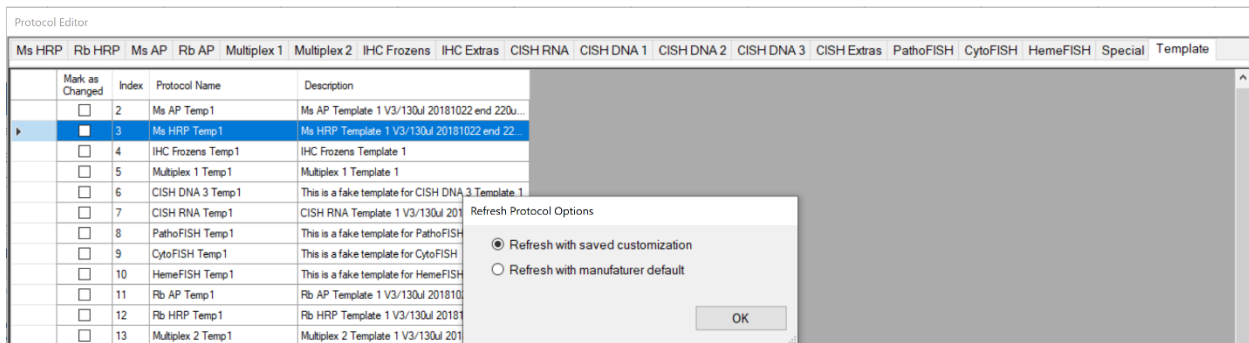 Protocol Editor
Ms HRP Rb HRP Ms AP Rb AP Multiplex 1 Multiplex 2 IHC Frozens IHC Extras CISH RNA CISH DNA 1 CISH DNA 2 CISH DNA 3 CISH Extras PathoFISH CytoFISH HemeFISH Special Template
Mark as Changed Index Protocol Name Description
2 Ms AP Temp1 Ms AP Template 1 V3/130ul 20181022 end 220u...
3 Ms HRP Temp1 Ms HRP Template 1 V3/130ul 20181022 end 22...
4 IHC Frozens Temp1 IHC Frozens Template 1
5 Multiplex 1 Temp1 Multiplex 1 Template 1
6 CISH DNA 3 Temp1 This is a fake template for CISH DNA 3 Template 1
7 CISH RNA Temp1 CISH RNA Template 1 V3/130ul 201
8 PathoFISH Temp1 This is a fake template for PathoFISH
9 CytoFISH Temp1 This is a fake template for CytoFISH
10 HemeFISH Temp1 This is a fake template for HemeFISH
11 Rb AP Temp1 Rb AP Template 1 V3/130ul 201810
12 Rb HRP Temp1 Rb HRP Template 1 V3/130ul 20181
13 Multiplex 2 Temp1 Multiplex 2 Template 1 V3/130ul 201
Refresh Protocol Options
Refresh with saved customization
Refresh with manufaturer default
OK